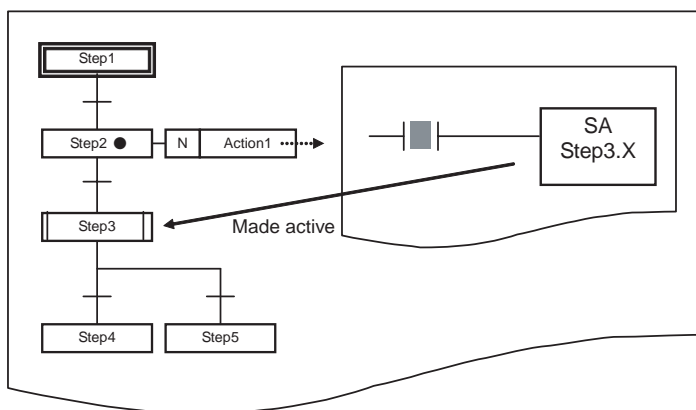 Step1
Step2
N
Action1
SA
Step3.X
Step3
Made active
Step4
Step5